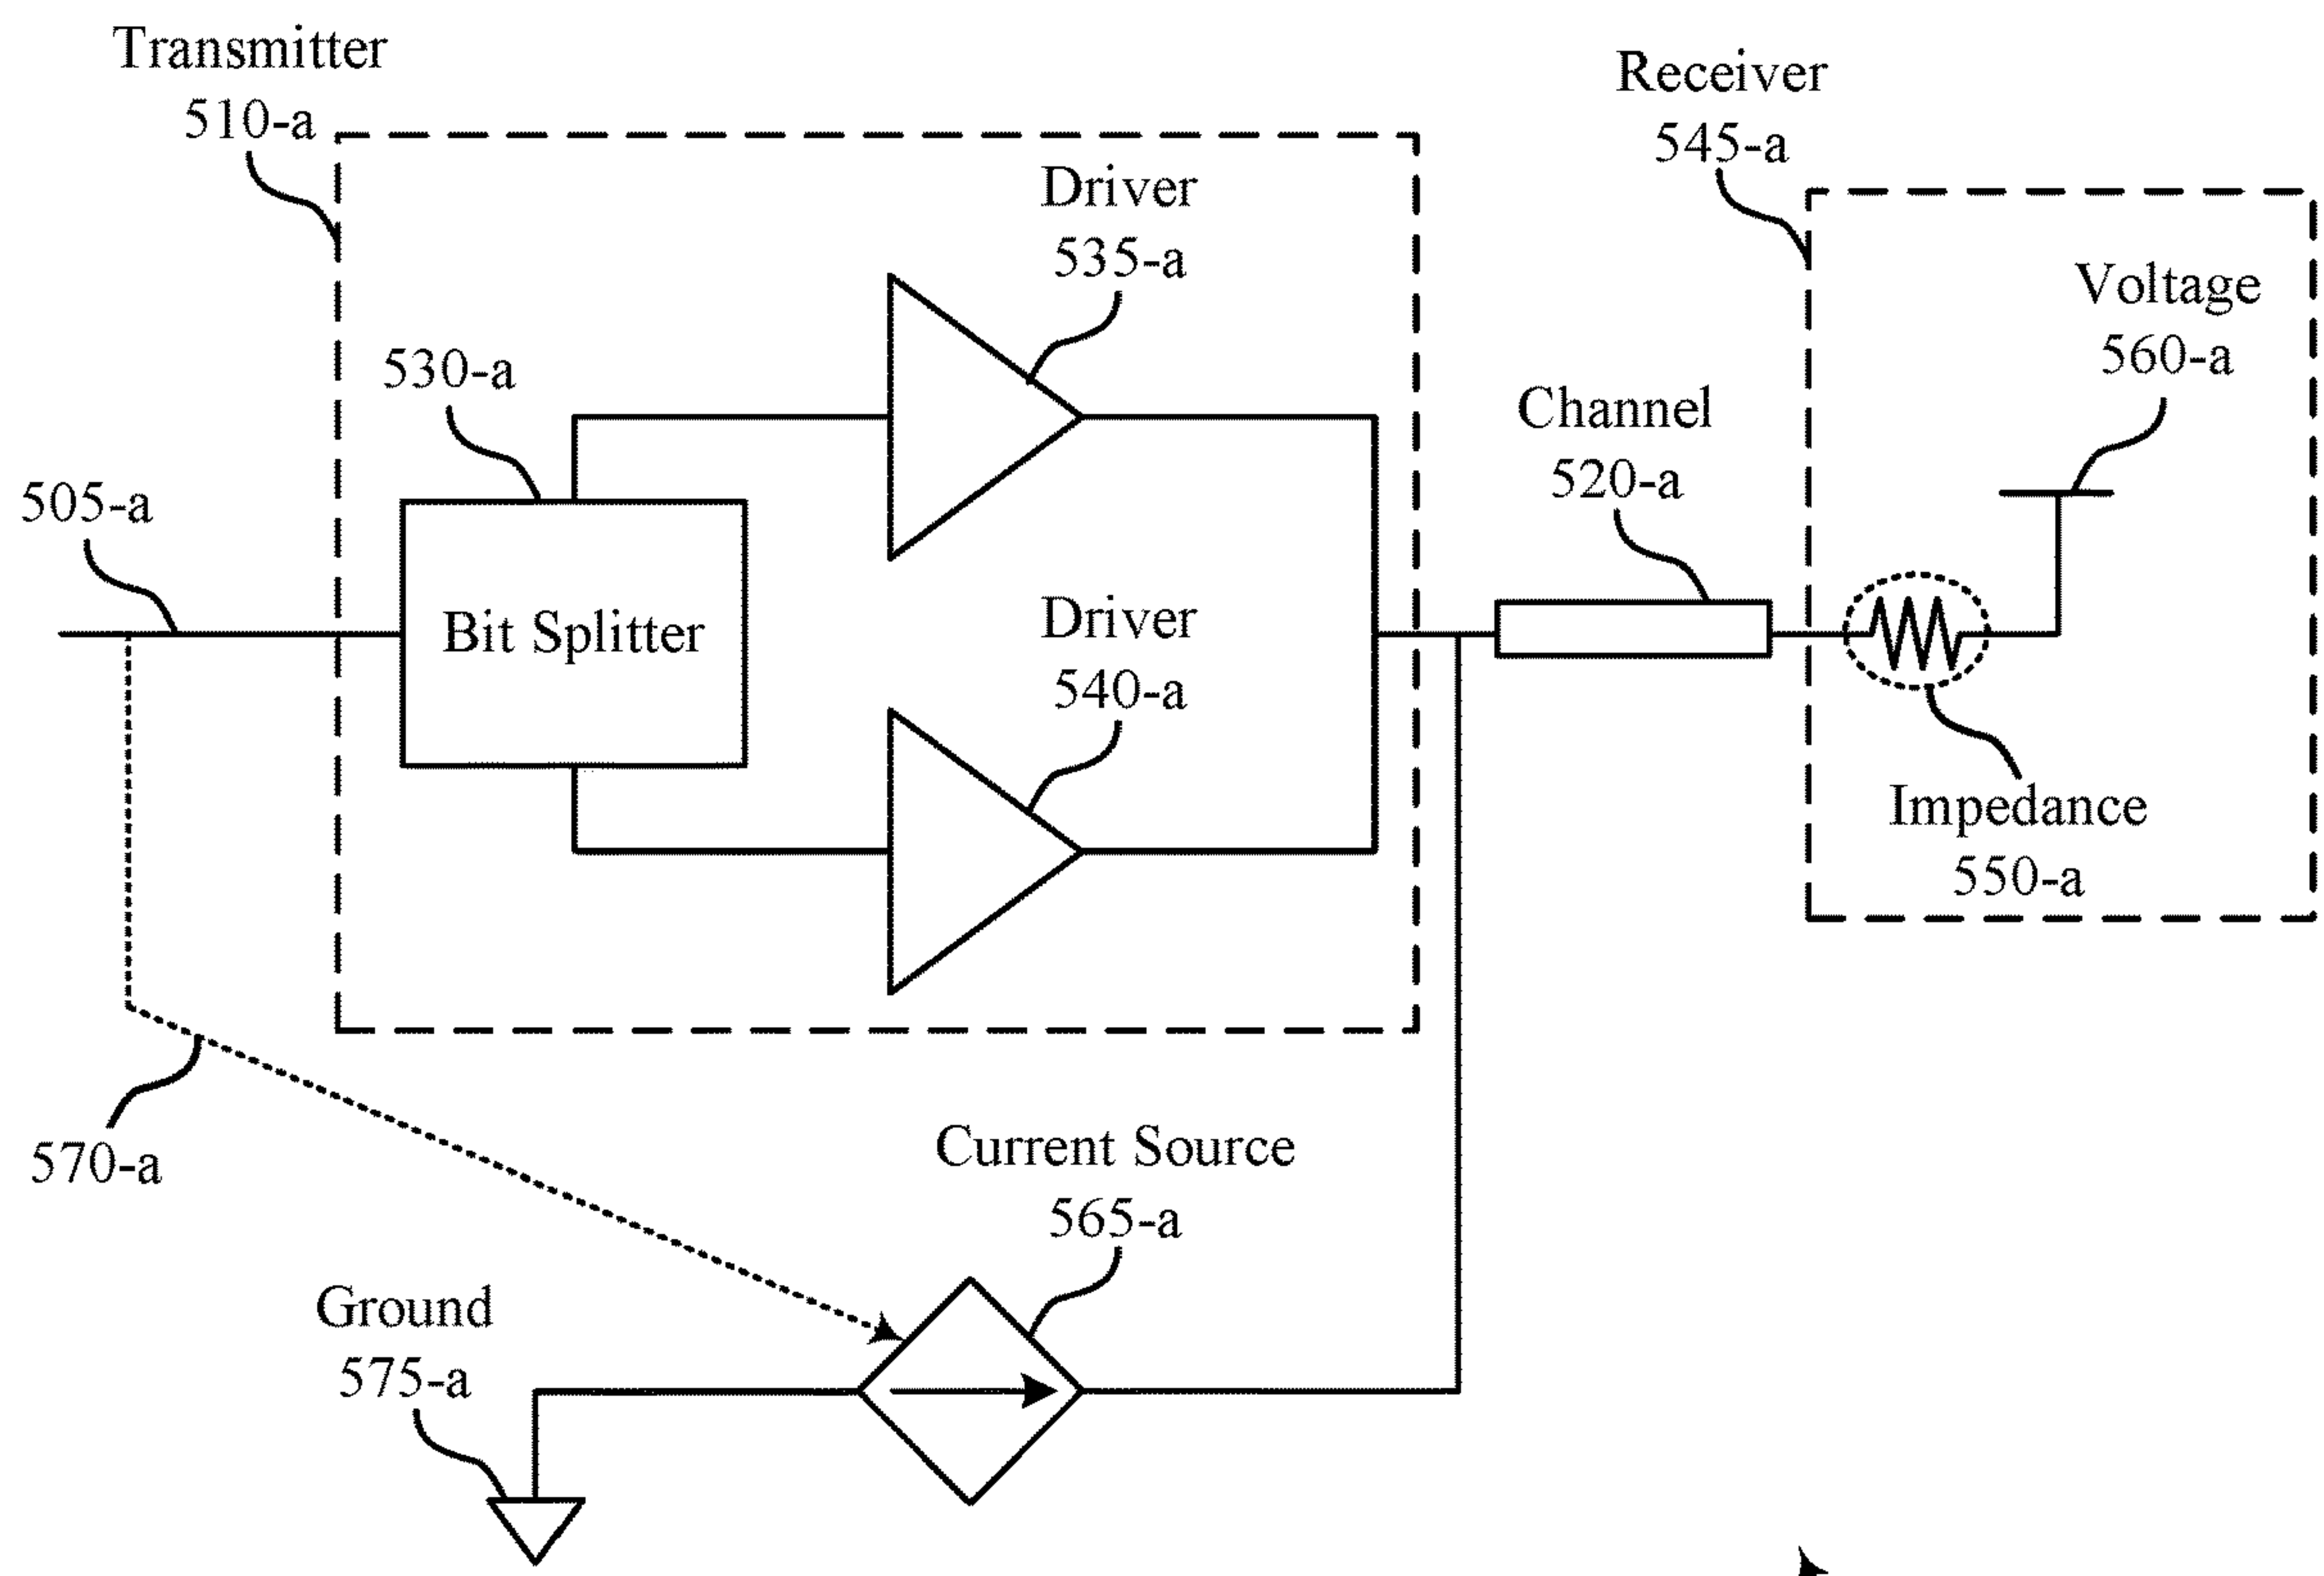 Transmitter
510-a
Receiver
545-a
Driver
535-a
Voltage
560-a
530-a
Channel
520-a
505-a
Bit Splitter
Driver
540-a
Impedance
550-a
570-a
Current Source
565-a
Ground
575-a